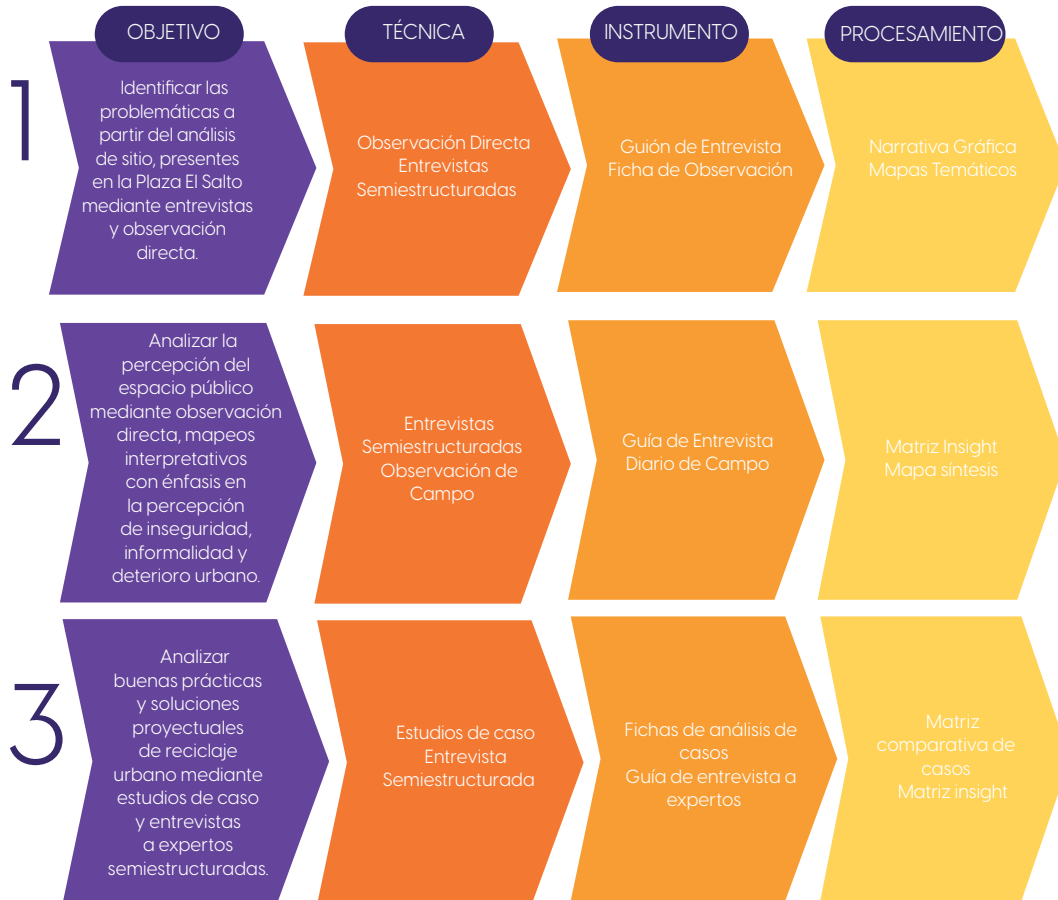 OBJETIVO
TÉCNICA
INSTRUMENTO
PROCESAMIENTO
1
Identificar las
problemáticas a
partir del análisis
de sitio, presentes
en la Plaza El Salto
mediante entrevistas
y observación
directa.
Observación Directa
Entrevistas
Semiestructuradas
Guión de Entrevista
Ficha de Observación
Narrativa Gráfica
Mapas Temáticos
2
Analizar la
percepción del
espacio público
mediante observación
directa, mapeos
interpretativos
con énfasis en
la percepción
de inseguridad,
informalidad y
deterioro urbano.
Entrevistas
Semiestructuradas
Observación de
Campo
Guía de Entrevista
Diario de Campo
Matriz Insight
Mapa síntesis
3
Analizar
buenas prácticas
y soluciones
proyectuales
de reciclaje
urbano mediante
estudios de caso
y entrevistas
a expertos
semiestructuradas.
Estudios de caso
Entrevista
Semiestructurada
Fichas de análisis de
casos
Guía de entrevista a
expertos
Matriz
comparativa de
casos
Matriz insight